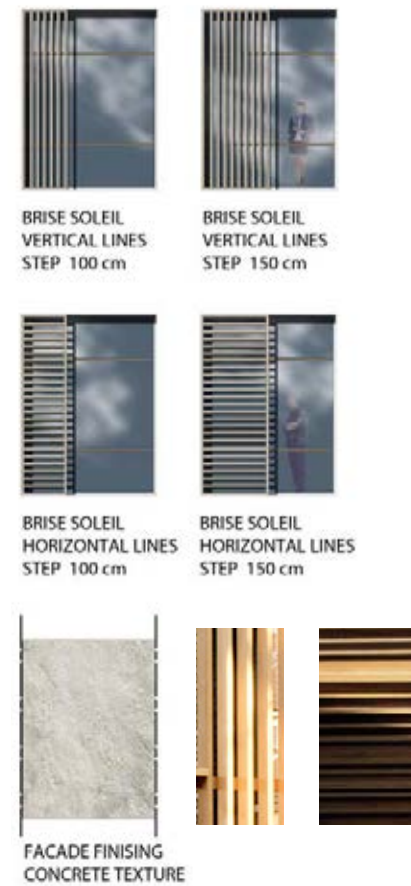 BRISE SOLEIL
VERTICAL LINES
STEP 100 cm
BRISE SOLEIL
VERTICAL LINES
STEP 150 cm
BRISE SOLEIL
HORIZONTAL LINES
STEP 100 cm
BRISE SOLEIL
HORIZONTAL LINES
STEP 150 cm
FACADE FINISING
CONCRETE TEXTURE